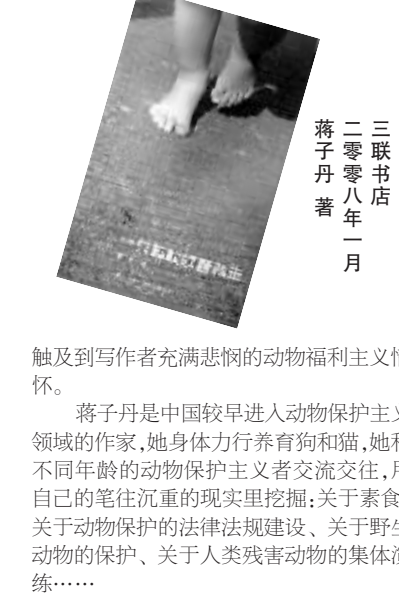 三联书店
二零零八年一月
蒋子丹 著
触及到写作者充满悲悯的动物福利主义情
怀。
蒋子丹是中国较早进入动物保护主义
领域的作家,她身体力行养育狗和猫,她和
不同年龄的动物保护主义者交流交往,用
自己的笔往沉重的现实里挖掘:关于素食
关于动物保护的法律法规建设、关于野生
动物的保护、关于人类残害动物的集体演
练……